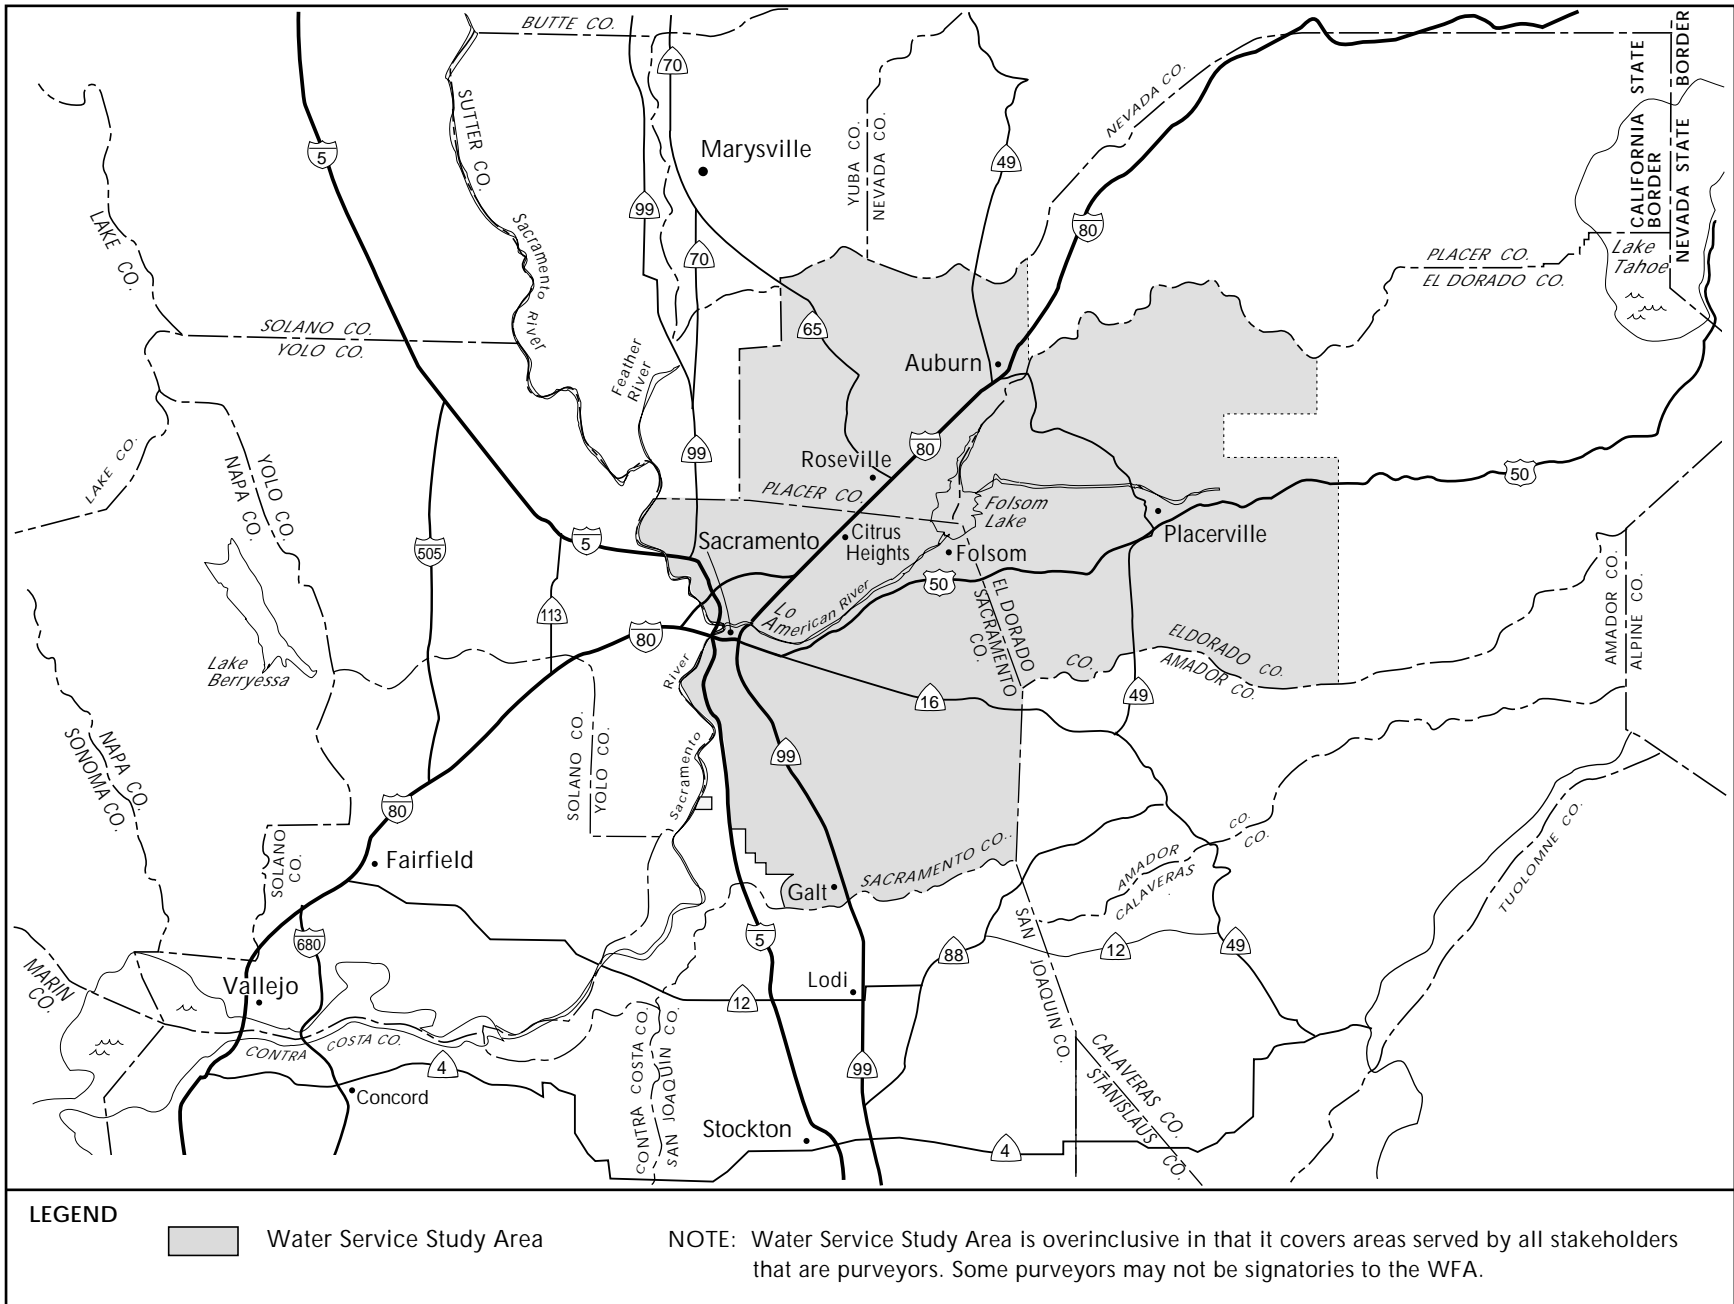 BUTTE CO.
70
SUTTER CO.
5
Marysville
99
YUBA CO.
NEVADA CO.
49
NEVADA CO.
80
CALIFORNIA STATE
BORDER
NEVADA STATE BORDER
LAKE CO.
Sacramento River
70
PLACER CO.
EL DORADO CO.
Lake
Tahoe
SOLANO CO.
YOLO CO.
65
Feather
River
Auburn
LAKE CO.
YOLO CO.
NAPA CO.
99
80
Roseville
PLACER CO.
50
Folsom
Lake
Placerville
505
5
Sacramento
Citrus
Heights
Folsom
50
113
80
Lo
American River
EL DORADO
SACRAMENTO
CO.
CO.
ELDORADO CO.
AMADOR CO.
AMADOR CO.
ALPINE CO.
Lake
Berryessa
River
Sacramento
16
49
NAPA CO.
SONOMA CO.
SOLANO CO.
YOLO CO.
99
80
Fairfield
SOLANO
CO.
Galt
SACRAMENTO CO..
AMADOR CO.
CALAVERAS CO.
TUOLOMNE CO.
680
5
88
12
49
MARIN
CO.
Vallejo
Lodi
12
SAN JOAQUIN CO.
CONTRA COSTA CO.
4
Concord
CONTRA COSTA CO.
SAN JOAQUIN CO.
99
CALAVERAS CO.
STANISLAUS CO.
Stockton
4
LEGEND
Water Service Study Area
NOTE: Water Service Study Area is overinclusive in that it covers areas served by all stakeholders
that are purveyors. Some purveyors may not be signatories to the WFA.